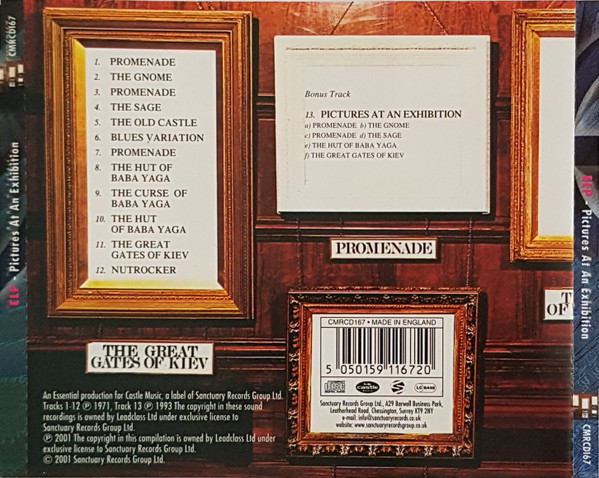 CMRCD167
ELP Pictures At An Exhibition
1. PROMENADE
2. THE GNOME
3. PROMENADE
4. THE SAGE
5. THE OLD CASTLE
6. BLUES VARIATION
7. PROMENADE
8. THE HUT OF
BABA YAGA
9. THE CURSE OF
BABA YAGA
10. THE HUT
OF BABA YAGA
11. THE GREAT
GATES OF KIEV
12. NUTROCKER
THE GREAT
GATES OF KIEV
Bonus Track
13. PICTURES AT AN EXHIBITION
a) PROMENADE b) THE GNOME
c) PROMENADE d) THE SAGE
e) THE HUT OF BABA YAGA
f) THE GREAT GATES OF KIEV
PROMENADE
T
OF
CMRCD167 • MADE IN ENGLAND
5 050159 116720
castle
LC 6448
Sanctuary Records Group Ltd., A29 Barwell Business Park,
Leatherhead Road, Chessington, Surrey KT9 2NY
e-mail: info@sanctuaryrecords.co.uk
website: www.sanctuaryrecordsgroup.co.uk
An Essential production for Castle Music, a label of Sanctuary Records Group Ltd.
Tracks 1-12 ℗ 1971, Track 13 ℗ 1993 The copyright in these sound
recordings is owned by Leadclass Ltd under exclusive license to
Sanctuary Records Group Ltd.
℗ 2001 The copyright in this compilation is owned by Leadclass Ltd under
exclusive license to Sanctuary Records Group Ltd.
© 2001 Sanctuary Records Group Ltd.
ELP Pictures At An Exhibition
CMRCD167